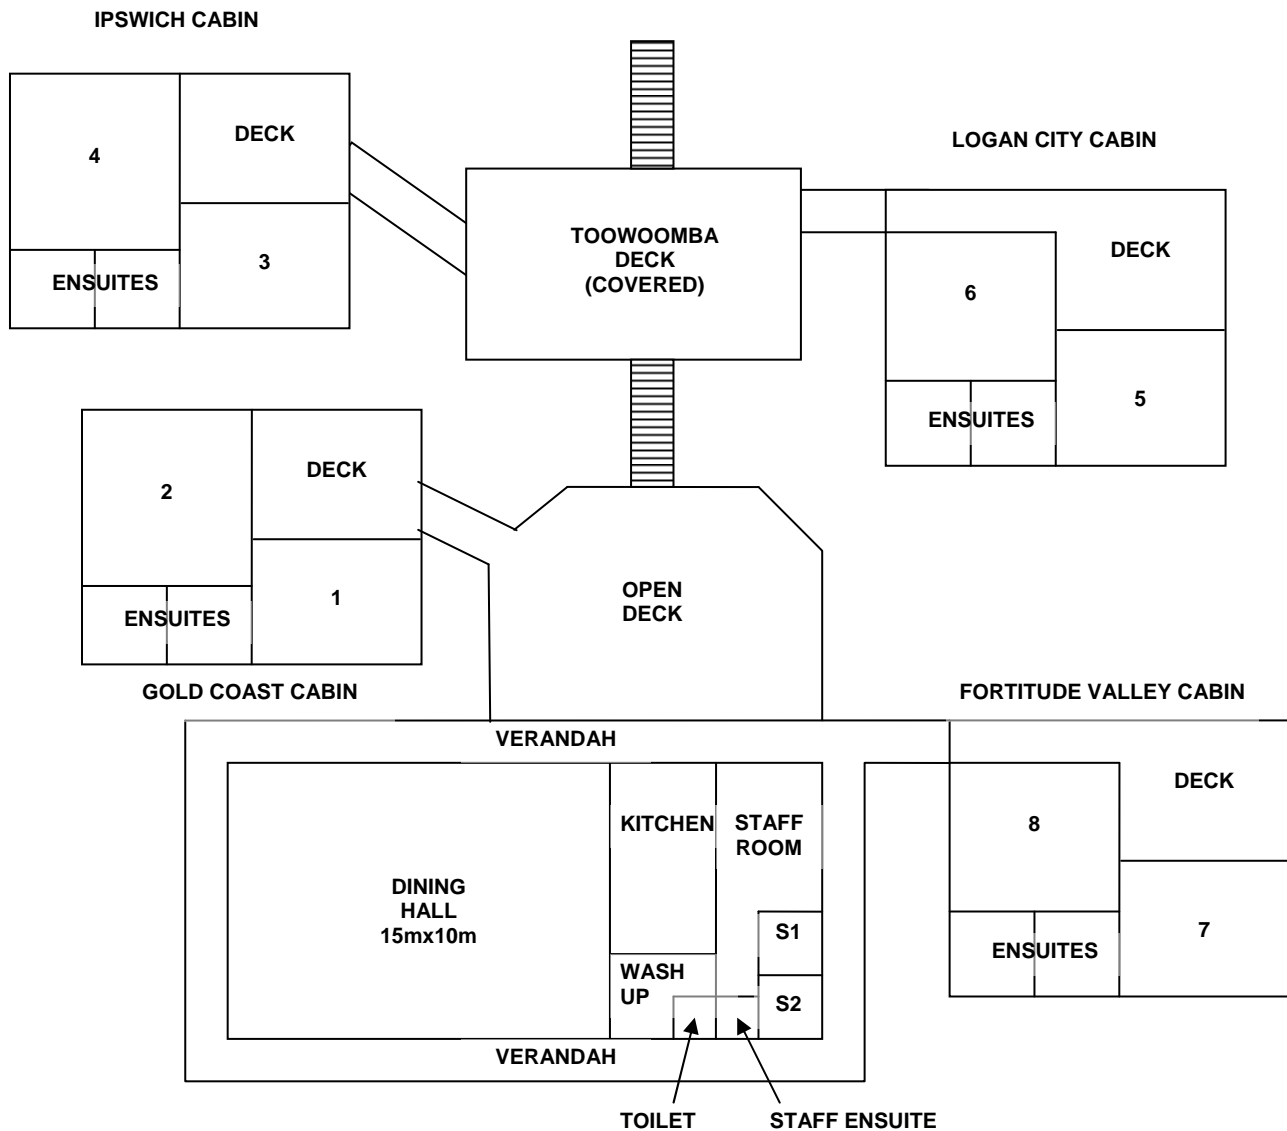 IPSWICH CABIN
4
DECK
ENSUITES
3
TOOWOOMBA
DECK
(COVERED)
LOGAN CITY CABIN
DECK
6
5
ENSUITES
2
DECK
ENSUITES
1
GOLD COAST CABIN
OPEN
DECK
FORTITUDE VALLEY CABIN
VERANDAH
DECK
8
7
ENSUITES
KITCHEN
STAFF
ROOM
DINING
HALL
15mx10m
S1
WASH
UP
S2
VERANDAH
TOILET
STAFF ENSUITE